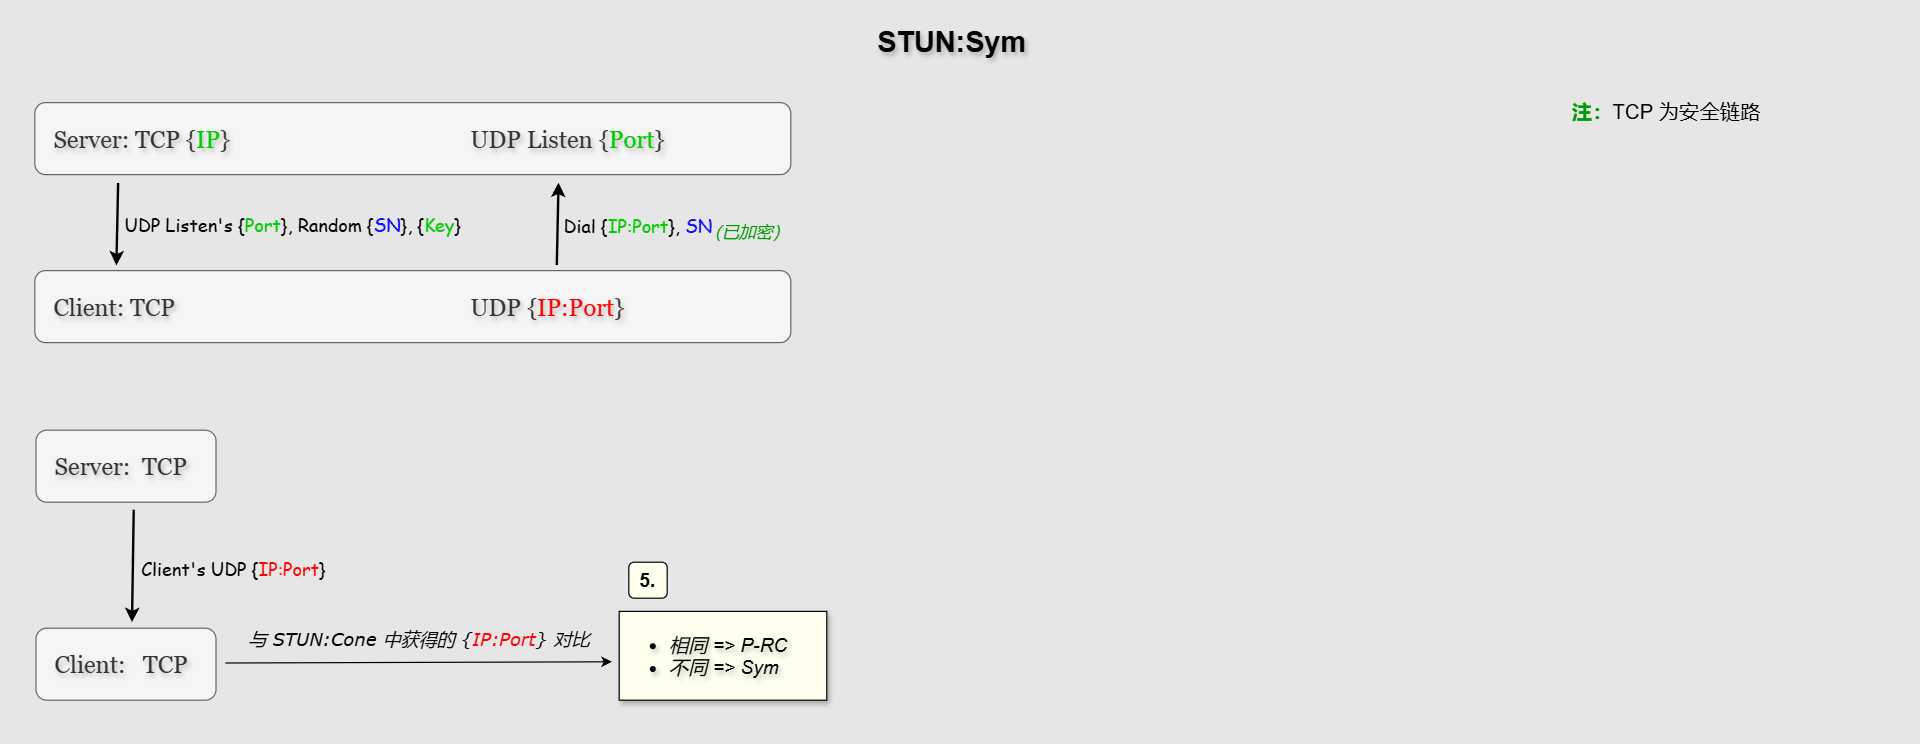 STUN:Sym
注： TCP 为安全链路
Server: TCP {IP}
UDP Listen {Port}
UDP Listen's {Port}, Random {SN}, {Key}
Dial {IP:Port}, SN (已加密)
Client: TCP
UDP {IP:Port}
Server: TCP
Client's UDP {IP:Port}
Client: TCP
与 STUN:Cone 中获得的 {IP:Port} 对比
5.
• 相同 => P-RC
• 不同 => Sym